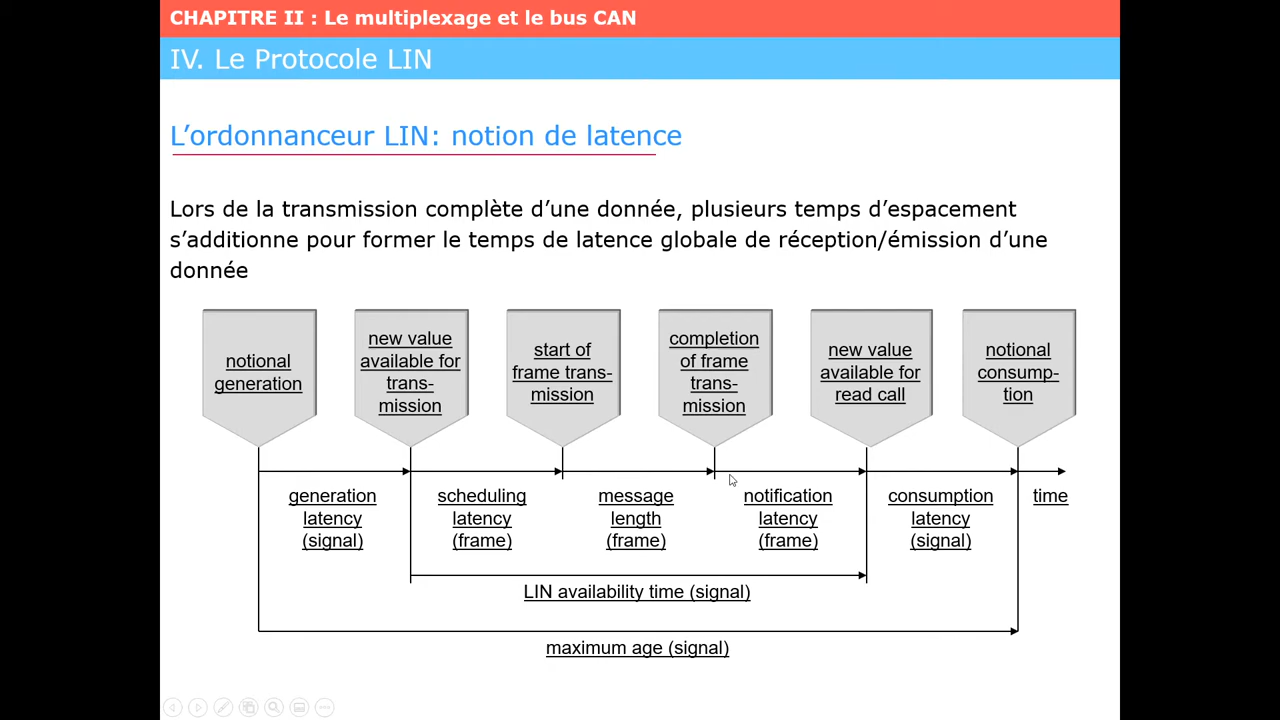 CHAPITRE II : Le multiplexage et le bus CAN
IV. Le Protocole LIN
L’ordonnanceur LIN: notion de latence
Lors de la transmission complète d’une donnée, plusieurs temps d’espacement
s’additionne pour former le temps de latence globale de réception/émission d’une
donnée
notional
generation
new value
available for
trans-
mission
start of
frame trans-
mission
completion
of frame
trans-
mission
new value
available for
read call
notional
consump-
tion
generation
latency
(signal)
scheduling
latency
(frame)
message
length
(frame)
notification
latency
(frame)
consumption
latency
(signal)
time
LIN availability time (signal)
maximum age (signal)